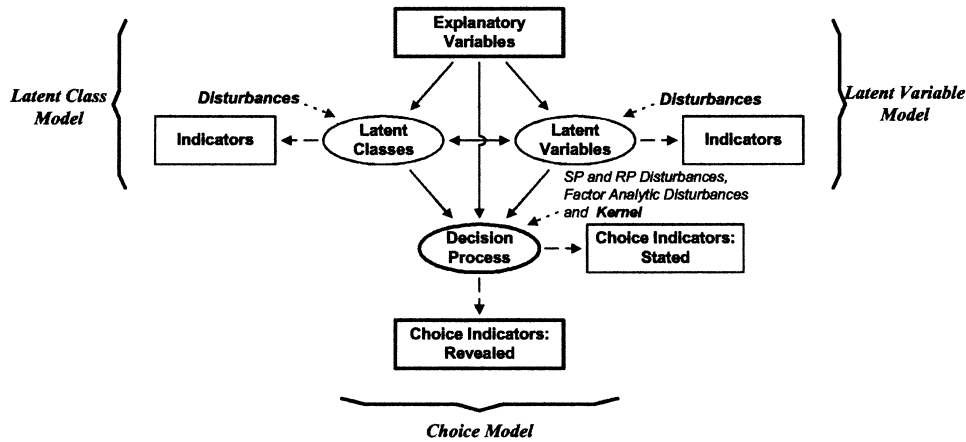 Explanatory
Variables
Latent Class
Model
Latent Variable
Model
Disturbances
Disturbances
Indicators
Latent
Classes
Latent
Variables
Indicators
SP and RP Disturbances,
Factor Analytic Disturbances
and Kernel
Decision
Process
Choice Indicators:
Stated
Choice Indicators:
Revealed
Choice Model